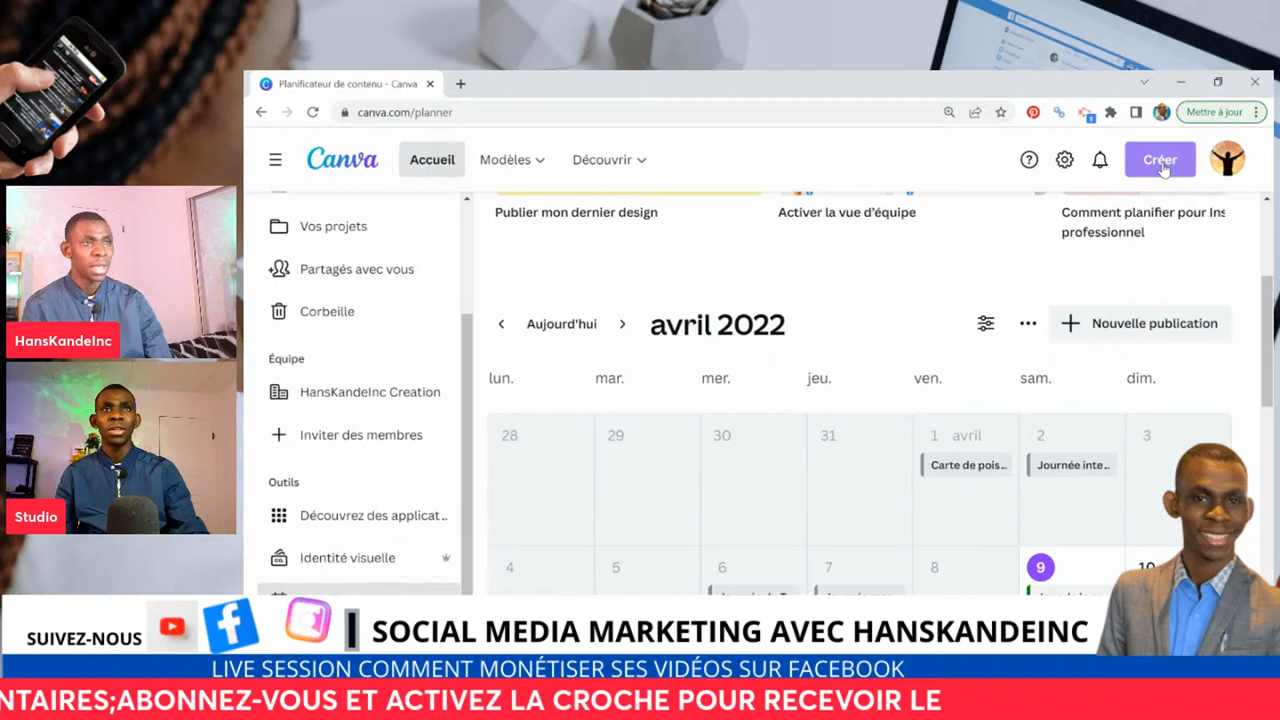 Planificateur de contenu - Canva
canva.com/planner
1
Mettre à jour
Canva
Accueil
Modèles
Découvrir
Créer
Vos projets
Partagés avec vous
Corbeille
Équipe
HansKandeInc Creation
Inviter des membres
Outils
Découvrez des applicat..
Identité visuelle
Publier mon dernier design
Activer la vue d'équipe
Comment planifier pour Ins
professionnel
Aujourd'hui
avril 2022
Nouvelle publication
lun. mar. mer. jeu. ven. sam. dim.
28 29 30 31 1 avril 2 3
Carte de pois.. Journée inte..
4 5 6 7 8 9 10
HansKandeInc
Studio
SUIVEZ-NOUS
SOCIAL MEDIA MARKETING AVEC HANSKANDEINC
LIVE SESSION COMMENT MONÉTISER SES VIDÉOS SUR FACEBOOK
NTAIRES;ABONNEZ-VOUS ET ACTIVEZ LA CROCHE POUR RECEVOIR LE